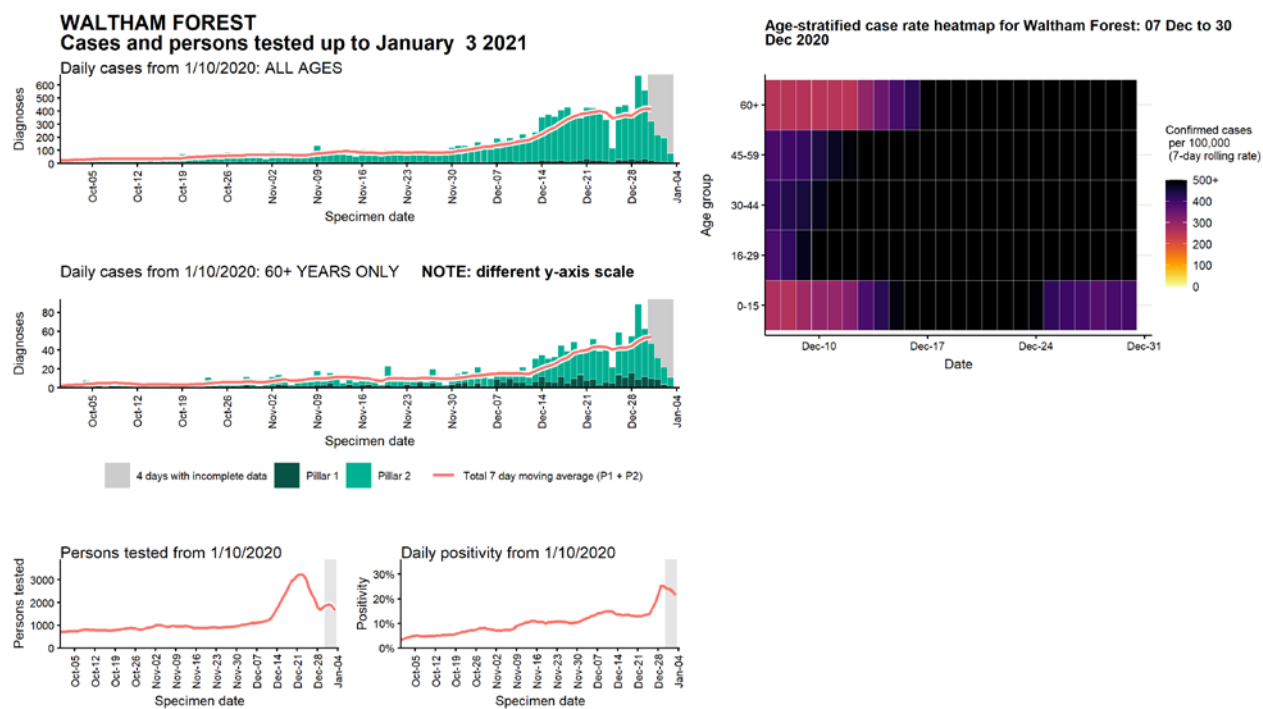 WALTHAM FOREST
Cases and persons tested up to January 3 2021
Daily cases from 1/10/2020: ALL AGES
Diagnoses
600
500
400
300
200
100
0
Oct-05
Oct-12
Oct-19
Oct-26
Nov-02
Nov-09
Nov-16
Nov-23
Nov-30
Dec-07
Dec-14
Dec-21
Dec-28
Jan-04
Specimen date
Daily cases from 1/10/2020: 60+ YEARS ONLY NOTE: different y-axis scale
Diagnoses
80
60
40
20
0
Oct-05
Oct-12
Oct-19
Oct-26
Nov-02
Nov-09
Nov-16
Nov-23
Nov-30
Dec-07
Dec-14
Dec-21
Dec-28
Jan-04
Specimen date
4 days with incomplete data
Pillar 1
Pillar 2
Total 7 day moving average (P1 + P2)
Persons tested from 1/10/2020
Persons tested
3000
2000
1000
0
Oct-05
Oct-12
Oct-19
Oct-26
Nov-02
Nov-09
Nov-16
Nov-23
Nov-30
Dec-07
Dec-14
Dec-21
Dec-28
Jan-04
Specimen date
Daily positivity from 1/10/2020
Positivity
30%
20%
10%
0%
Oct-05
Oct-12
Oct-19
Oct-26
Nov-02
Nov-09
Nov-16
Nov-23
Nov-30
Dec-07
Dec-14
Dec-21
Dec-28
Jan-04
Specimen date
Age-stratified case rate heatmap for Waltham Forest: 07 Dec to 30
Dec 2020
Age group
60+
45-59
30-44
16-29
0-15
Dec-10
Dec-17
Dec-24
Dec-31
Date
Confirmed cases
per 100,000
(7-day rolling rate)
500+
400
300
200
100
0